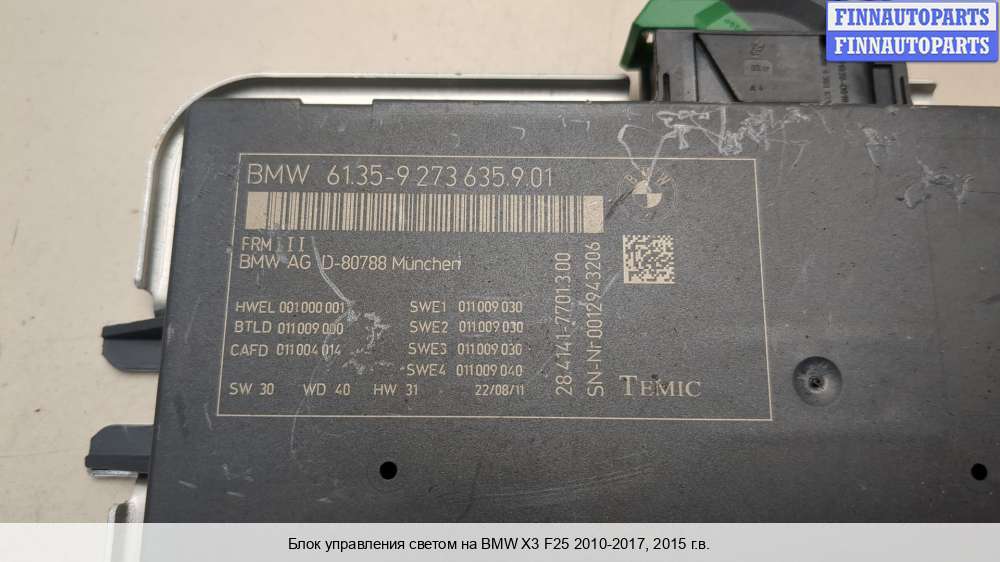 FINNAUTOPARTS
FINNAUTOPARTS
BMW 61.35-9 273 635.9 01
BMW
FRM III
BMW AG D-80788 München
HWEL 001 000 001
BTLD 011 009 000
CAFD 011 004 014
SWE1 011 009 030
SWE2 011 009 030
SWE3 011 009 030
SWE4 011 009 040
SW 30 WD 40 HW 31 22/08/11
28.4141-7701.3 00
SN-Nr 0012943206
TEMIC
Блок управления светом на BMW X3 F25 2010-2017, 2015 г.в.